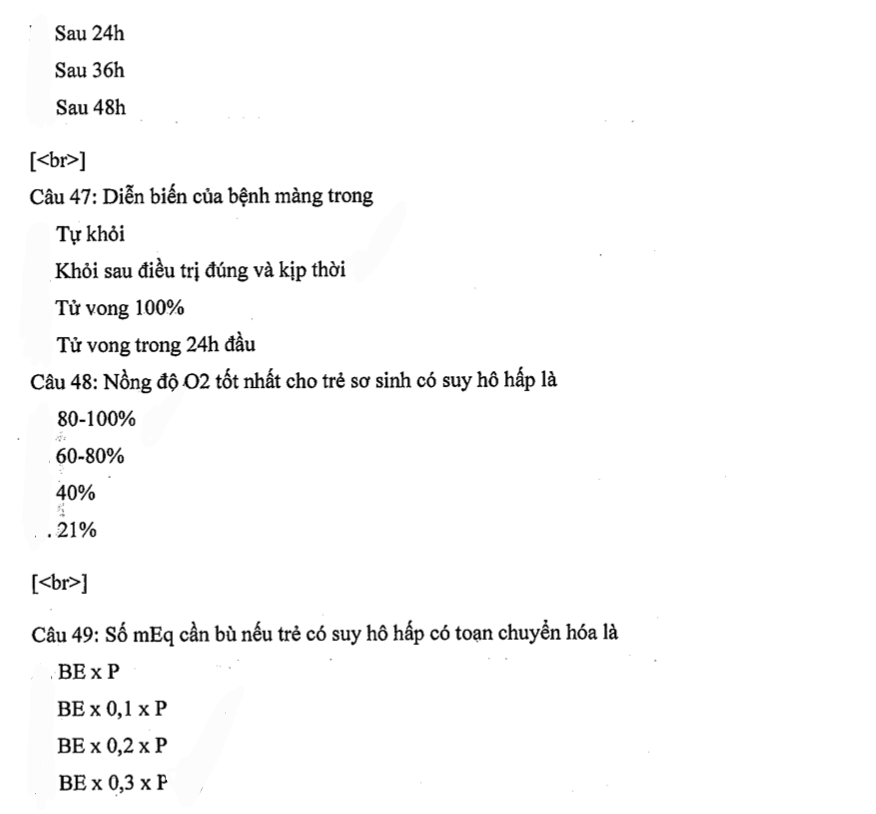 Sau 24h
Sau 36h
Sau 48h
[<br>]
Câu 47: Diễn biến của bệnh màng trong
Tự khỏi
Khỏi sau điều trị đúng và kịp thời
Tử vong 100%
Tử vong trong 24h đầu
Câu 48: Nồng độ O2 tốt nhất cho trẻ sơ sinh có suy hô hấp là
80-100%
60-80%
40%
21%
[<br>]
Câu 49: Số mEq cần bù nếu trẻ có suy hô hấp có toạn chuyển hóa là
BE x P
BE x 0,1 x P
BE x 0,2 x P
BE x 0,3 x P